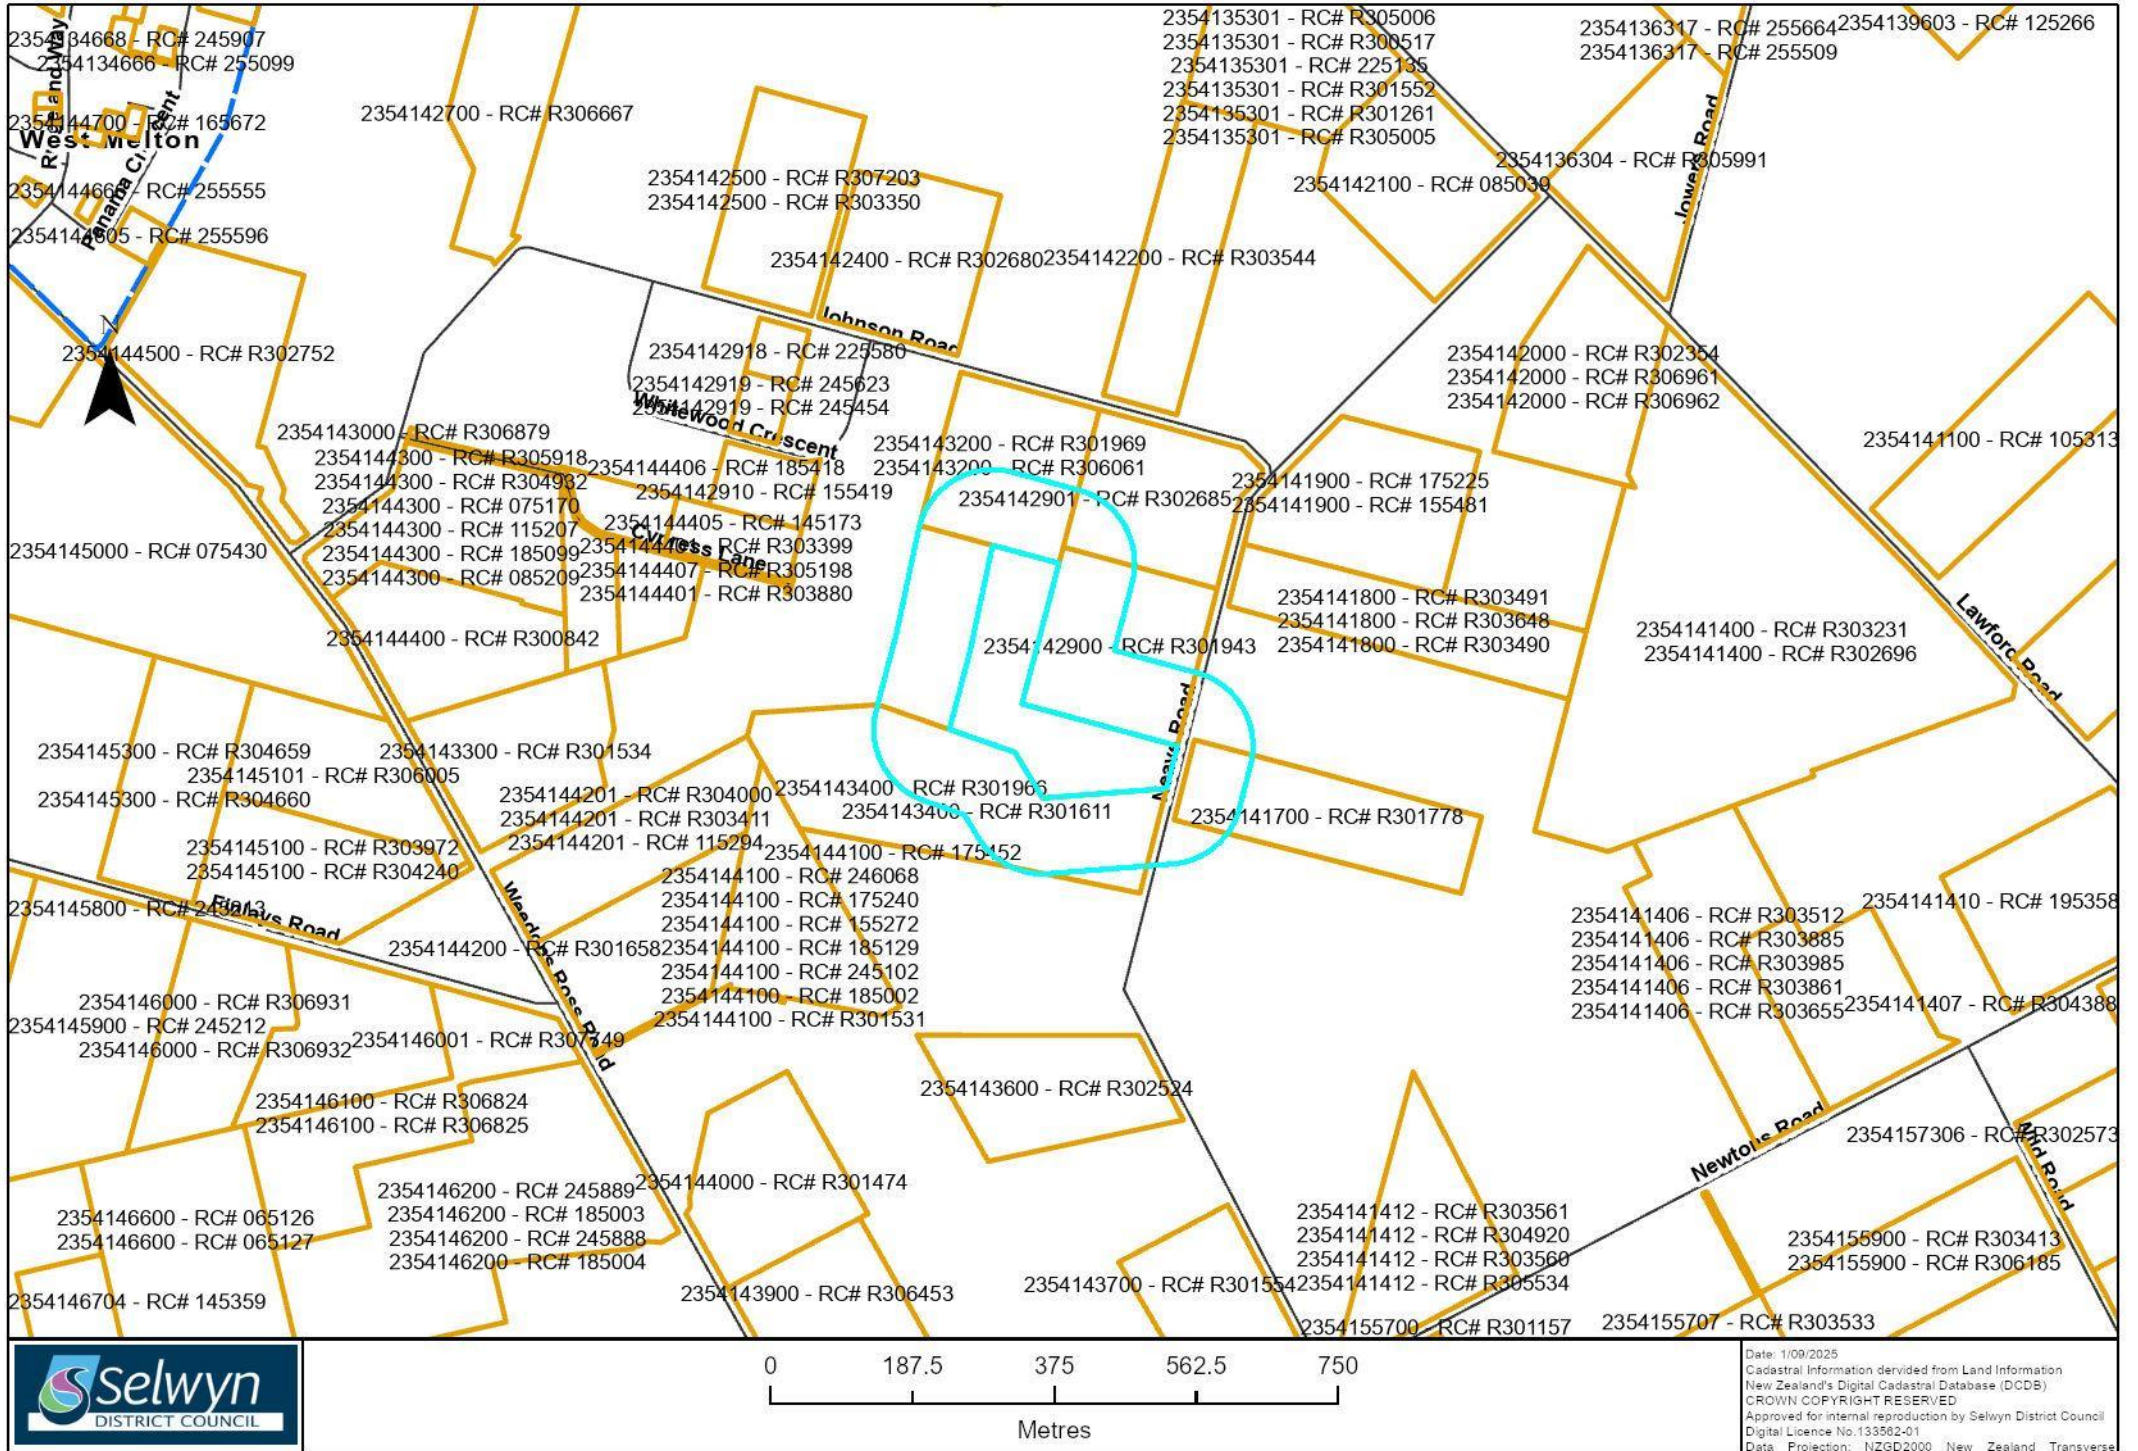 2354134668 - RC# 245907
2354134666 - RC# 255099
2354144700 - RC# 165672
West Melton
Panama Crescent
2354144605 - RC# 255596
2354142700 - RC# R306667
2354135301 - RC# R305006
2354135301 - RC# R300517
2354135301 - RC# 225135
2354135301 - RC# R301552
2354135301 - RC# R301261
2354135301 - RC# R305005
2354136317 - RC# 255664
2354136317 - RC# 255509
2354139603 - RC# 125266
2354136304 - RC# R305991
Jowers Road
2354142500 - RC# R307203
2354142500 - RC# R303350
2354142100 - RC# 085039
2354142400 - RC# R302680
2354142200 - RC# R303544
N
2354144500 - RC# R302752
Johnson Road
2354142918 - RC# 225580
2354142919 - RC# 245623
2354142919 - RC# 245454
Whitewood Crescent
2354142000 - RC# R302354
2354142000 - RC# R306961
2354142000 - RC# R306962
2354141100 - RC# 105313
2354143000 - RC# R306879
2354144300 - RC# R305918
2354144300 - RC# R304932
2354144300 - RC# 075170
2354144300 - RC# 115207
2354144300 - RC# 185099
2354144300 - RC# 085209
2354144406 - RC# 185418
2354142910 - RC# 155419
2354144405 - RC# 145173
RC# R303399
Cypress Lane
2354144407 - RC# R305198
2354144401 - RC# R303880
2354143200 - RC# R301969
2354143200 - RC# R306061
2354142901 - RC# R302685
2354141900 - RC# 175225
2354141900 - RC# 155481
2354145000 - RC# 075430
2354144400 - RC# R300842
2354142900 - RC# R301943
2354141800 - RC# R303491
2354141800 - RC# R303648
2354141800 - RC# R303490
2354141400 - RC# R303231
2354141400 - RC# R302696
Lawford Road
Road
2354145300 - RC# R304659
2354145101 - RC# R306005
2354145300 - RC# R304660
2354143300 - RC# R301534
2354144201 - RC# R304000
2354144201 - RC# R303411
2354144201 - RC# 115294
2354143400 - RC# R301966
2354143400 - RC# R301611
2354141700 - RC# R301778
2354145100 - RC# R303972
2354145100 - RC# R304240
2354144100 - RC# 175452
2354144100 - RC# 246068
2354144100 - RC# 175240
2354144100 - RC# 155272
2354144100 - RC# 185129
2354144100 - RC# 245102
2354144100 - RC# 185002
2354144100 - RC# R301531
2354145800 - RC#
Finlays Road
Weedons Ross Road
2354144200 - RC# R301658
2354141406 - RC# R303512
2354141406 - RC# R303885
2354141406 - RC# R303985
2354141406 - RC# R303861
2354141406 - RC# R303655
2354141410 - RC# 195358
2354141407 - RC# R304388
2354146000 - RC# R306931
2354145900 - RC# 245212
2354146000 - RC# R306932
2354146001 - RC#
2354146100 - RC# R306824
2354146100 - RC# R306825
2354143600 - RC# R302524
Newtons Road
2354157306 - RC# R302573
Road
2354146200 - RC# 245889
2354146200 - RC# 185003
2354146200 - RC# 245888
2354146200 - RC# 185004
2354144000 - RC# R301474
2354146600 - RC# 065126
2354146600 - RC# 065127
2354141412 - RC# R303561
2354141412 - RC# R304920
2354141412 - RC# R303560
2354141412 - RC# R305534
2354155900 - RC# R303413
2354155900 - RC# R306185
2354146704 - RC# 145359
2354143900 - RC# R306453
2354143700 - RC# R301554
2354155700 - RC# R301157
2354155707 - RC# R303533
Selwyn
DISTRICT COUNCIL
0 187.5 375 562.5 750
Metres
Date: 1/09/2025
Cadastral Information dervided from Land Information
New Zealand's Digital Cadastral Database (DCDB)
CROWN COPYRIGHT RESERVED
Approved for internal reproduction by Selwyn District Council
Digital Licence No.133562-01
Data Projection: NZGD2000 New Zealand Transverse